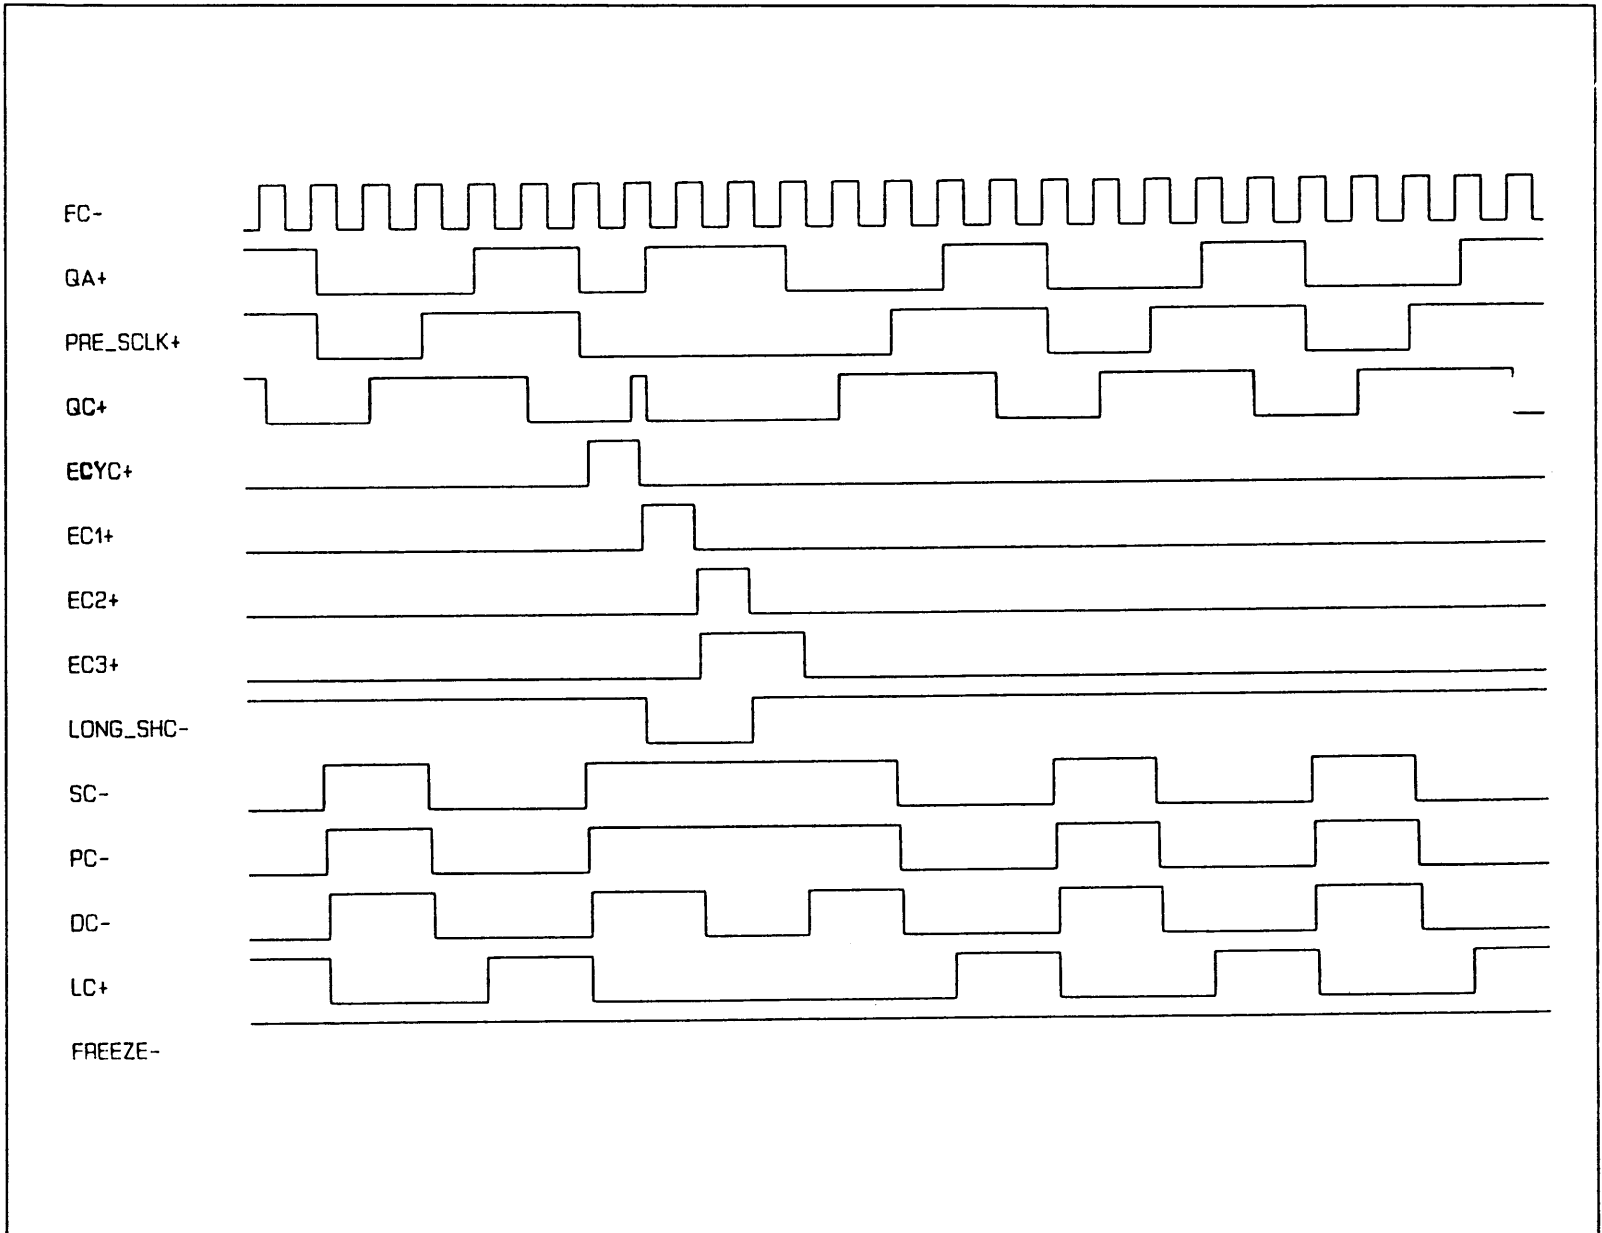 FC-
QA+
PRE_SCLK+
QC+
ECYC+
EC1+
EC2+
EC3+
LONG_SHC-
SC-
PC-
DC-
LC+
FREEZE-